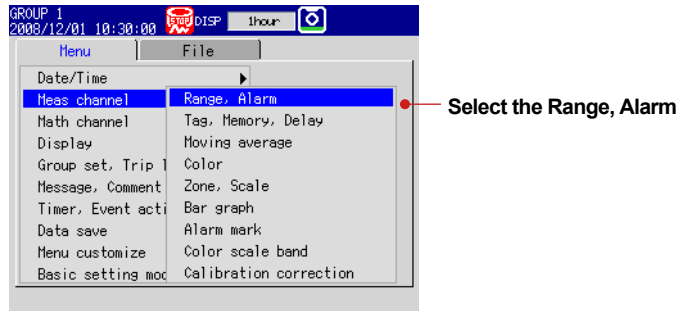 GROUP 1
2008/12/01 10:30:00 STOP DISP 1hour
Menu File
Date/Time
Meas channel
Math channel
Display
Group set, Trip l
Message, Comment
Timer, Event acti
Data save
Menu customize
Basic setting mod
Range, Alarm
Tag, Memory, Delay
Moving average
Color
Zone, Scale
Bar graph
Alarm mark
Color scale band
Calibration correction
Select the Range, Alarm